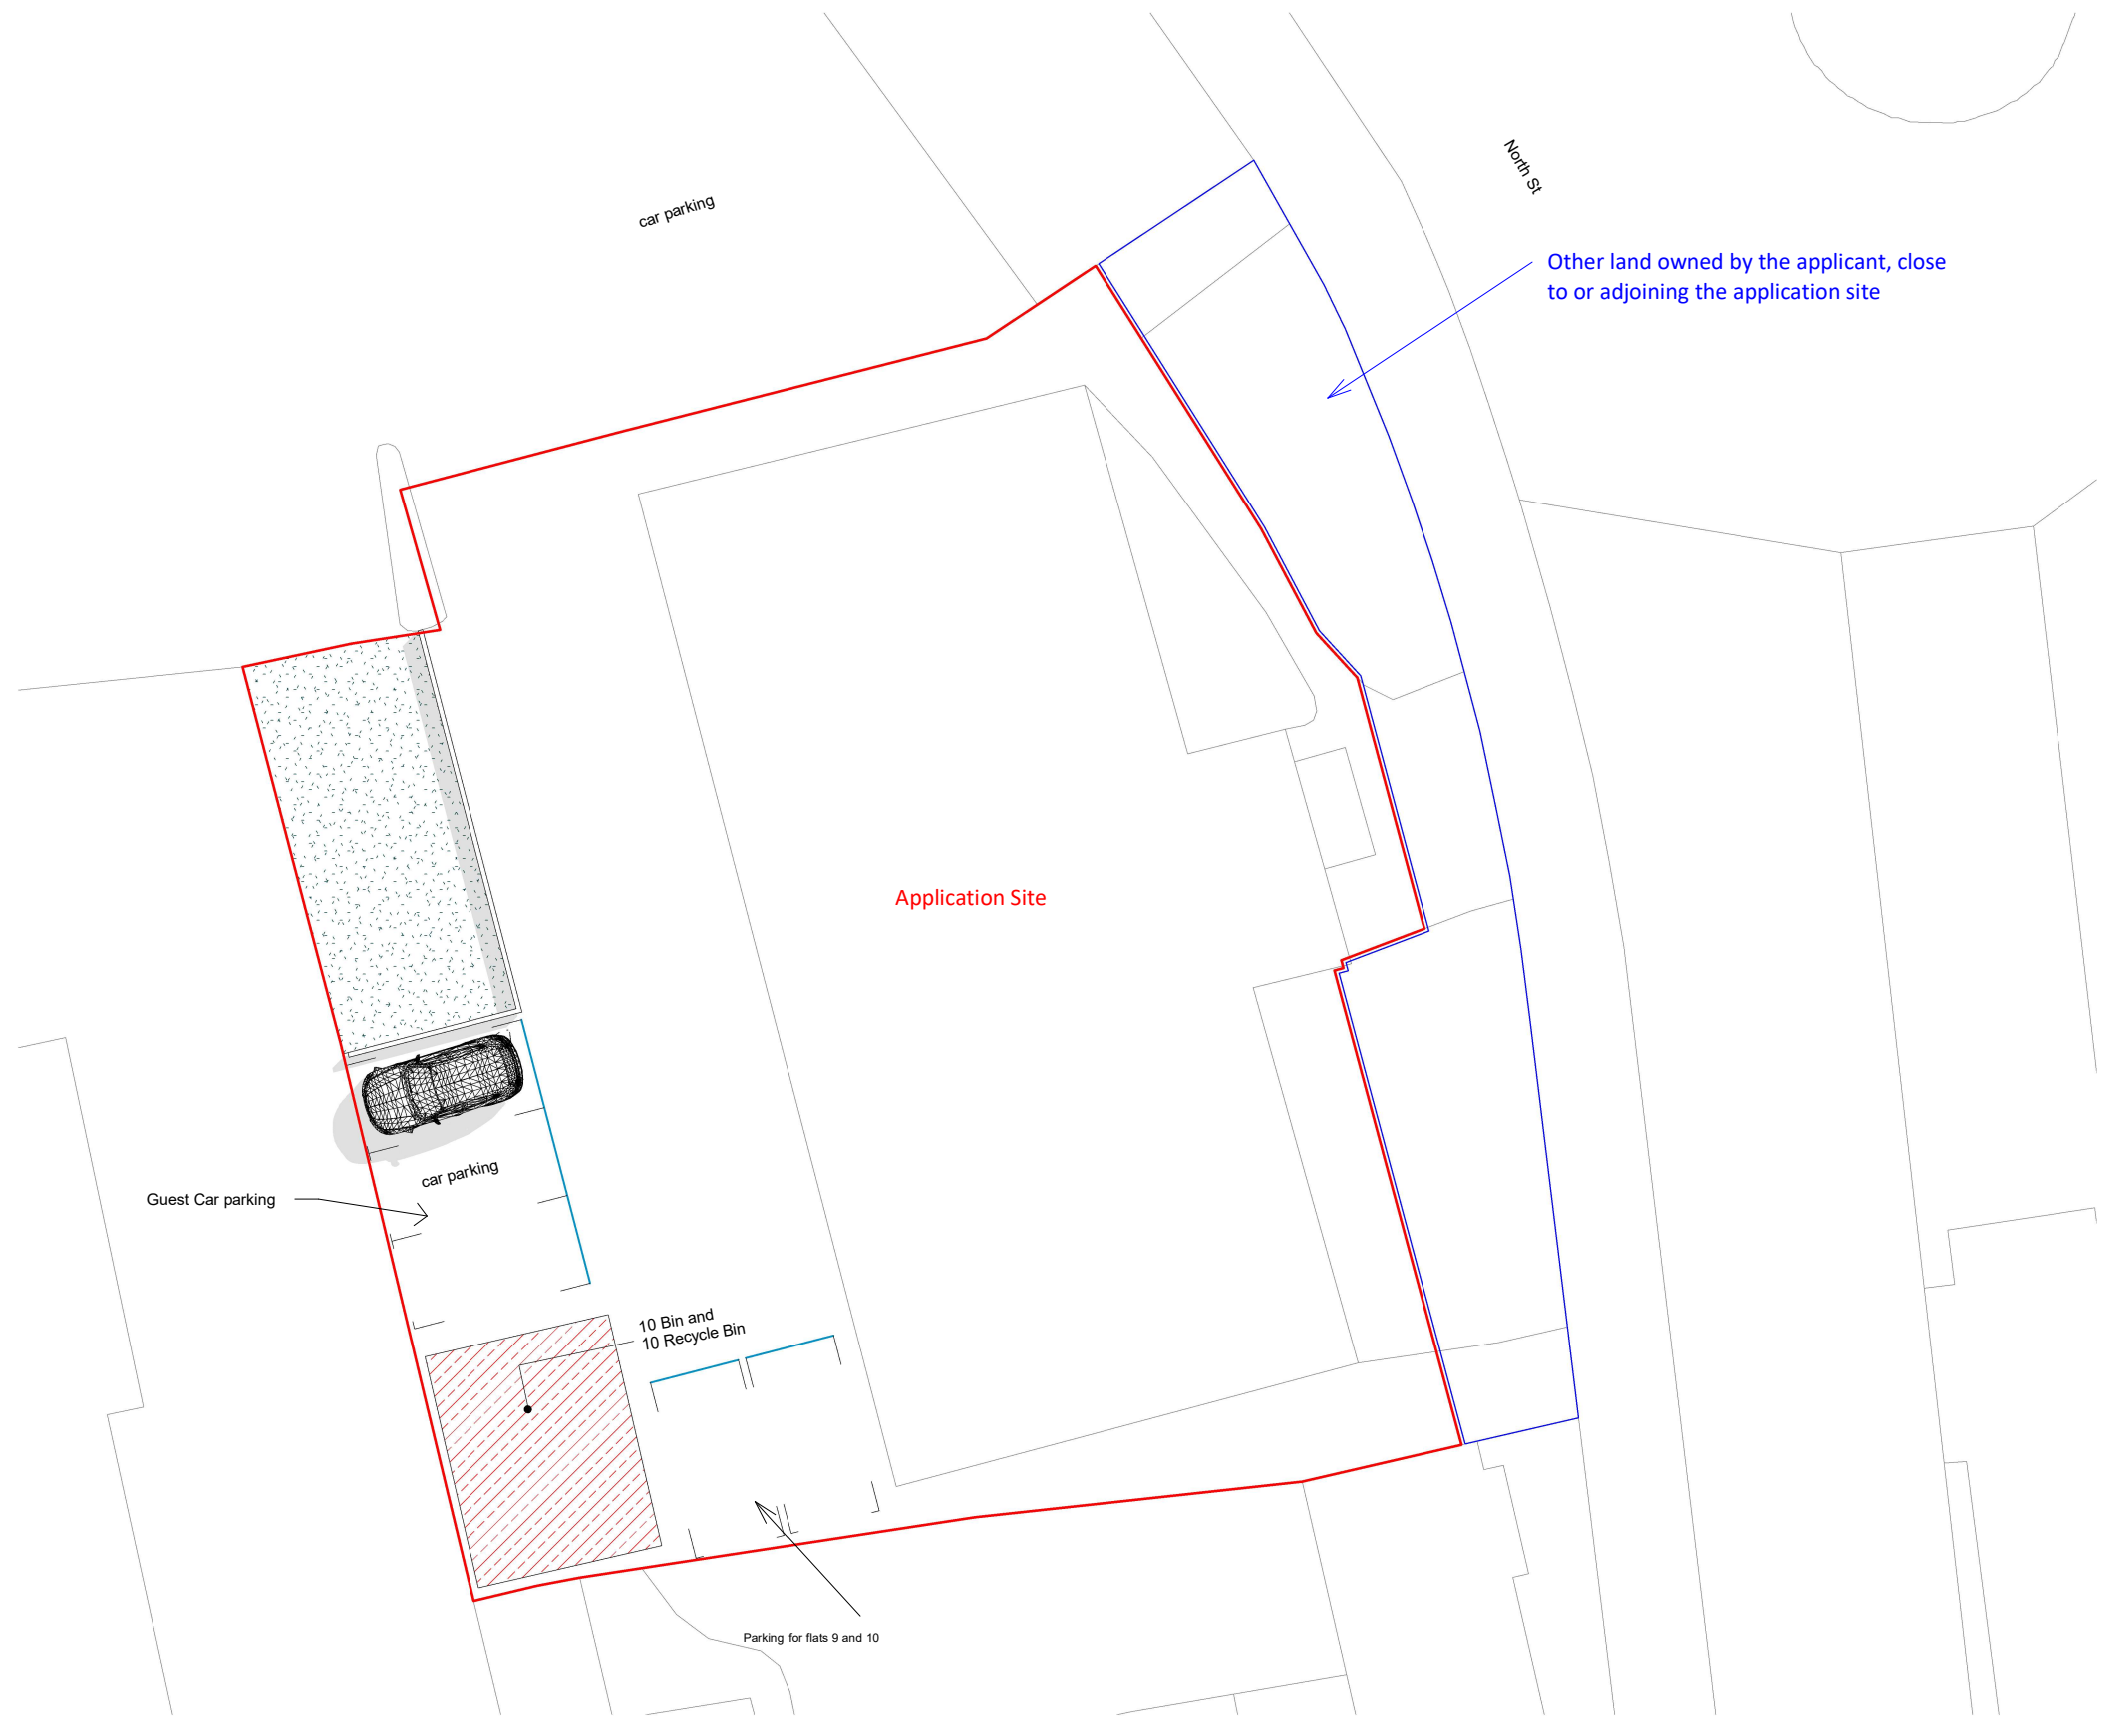 North St
car parking
Other land owned by the applicant, close
to or adjoining the application site
Application Site
car parking
Guest Car parking
10 Bin and
10 Recycle Bin
Parking for flats 9 and 10